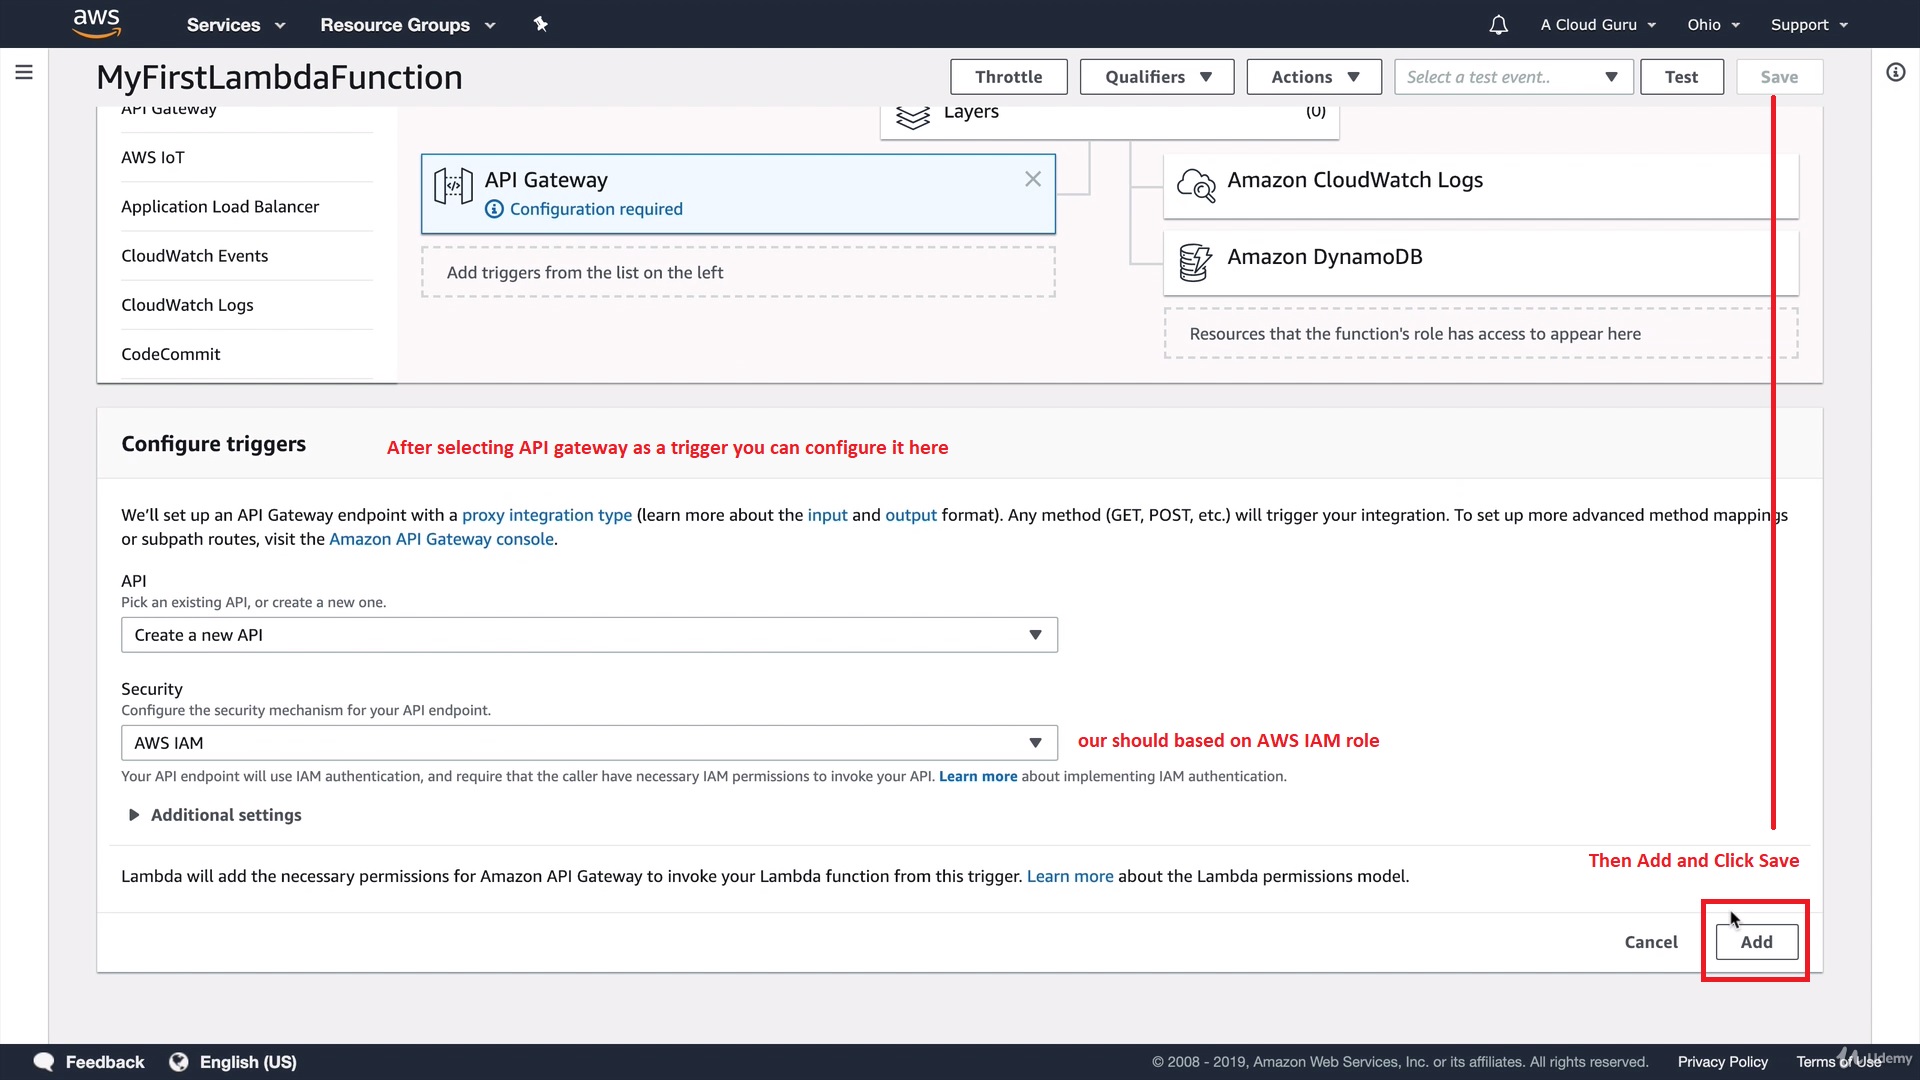 aws
Services
Resource Groups
A Cloud Guru
Ohio
Support
MyFirstLambdaFunction
Throttle
Qualifiers
Actions
Select a test event..
Test
Save
API Gateway
AWS IoT
Application Load Balancer
CloudWatch Events
CloudWatch Logs
CodeCommit
Layers
(0)
API Gateway
Configuration required
Add triggers from the list on the left
Amazon CloudWatch Logs
Amazon DynamoDB
Resources that the function's role has access to appear here
Configure triggers
After selecting API gateway as a trigger you can configure it here
We'll set up an API Gateway endpoint with a proxy integration type (learn more about the input and output format). Any method (GET, POST, etc.) will trigger your integration. To set up more advanced method mappings
or subpath routes, visit the Amazon API Gateway console.
API
Pick an existing API, or create a new one.
Create a new API
Security
Configure the security mechanism for your API endpoint.
AWS IAM
our should based on AWS IAM role
Your API endpoint will use IAM authentication, and require that the caller have necessary IAM permissions to invoke your API. Learn more about implementing IAM authentication.
Additional settings
Then Add and Click Save
Lambda will add the necessary permissions for Amazon API Gateway to invoke your Lambda function from this trigger. Learn more about the Lambda permissions model.
Cancel
Add
Feedback
English (US)
© 2008 - 2019, Amazon Web Services, Inc. or its affiliates. All rights reserved.
Privacy Policy
Terms of Use
Udemy